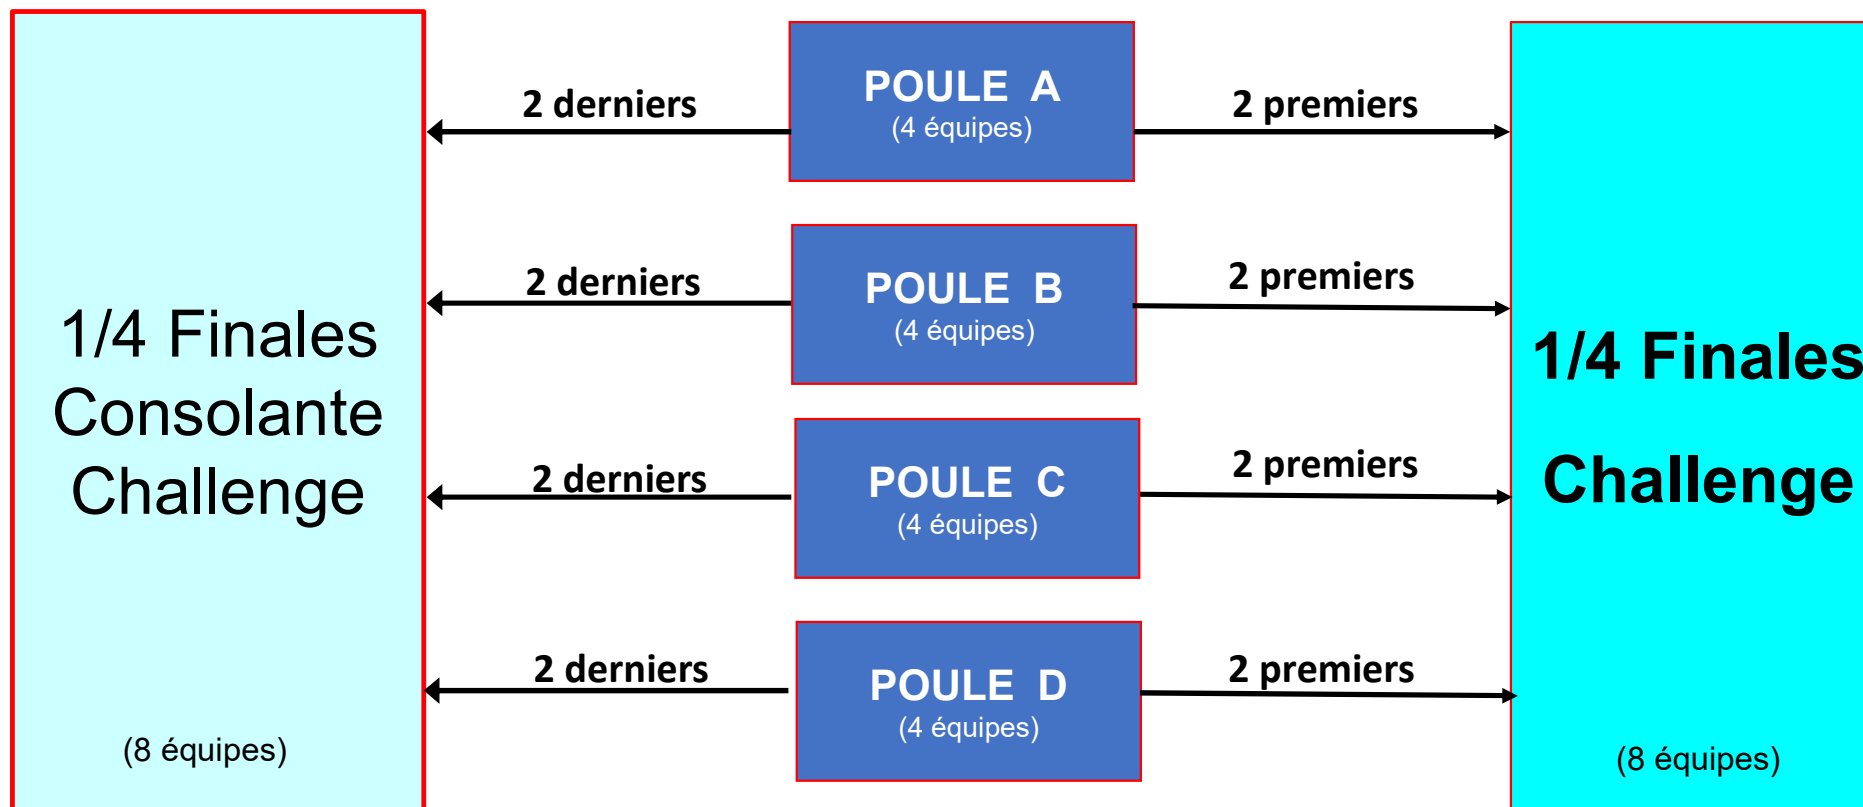 1/4 Finales
Consolante
Challenge
(8 équipes)
2 derniers
POULE A
(4 équipes)
2 premiers
2 derniers
POULE B
(4 équipes)
2 premiers
2 derniers
POULE C
(4 équipes)
2 premiers
2 derniers
POULE D
(4 équipes)
2 premiers
1/4 Finales
Challenge
(8 équipes)